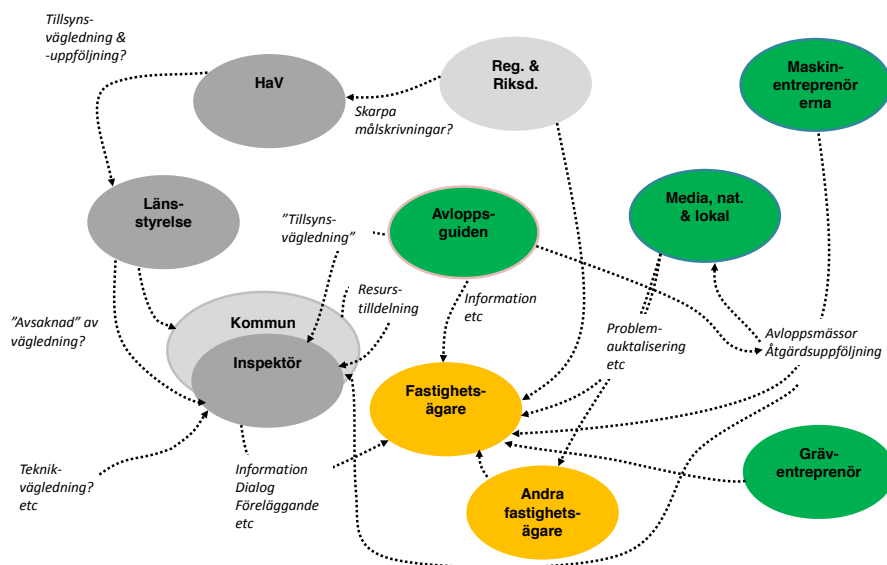 Tillsyns-
vägledning &
-uppföljning?
HaV
Reg. &
Riksd.
Maskin-
entreprenör
erna
Skarpa
målskrivningar?
Läns-
styrelse
”Tillsyns-
vägledning”
Avlopps-
guiden
Media, nat.
& lokal
Resurs-
tilldelning
Information
etc
”Avsaknad” av
vägledning?
Kommun
Inspektör
Problem-
auktalisering
etc
Avloppsmässor
Åtgärdsuppföljning
Fastighets-
ägare
Teknik-
vägledning?
etc
Information
Dialog
Föreläggande
etc
Andra
fastighets-
ägare
Gräv-
entreprenör